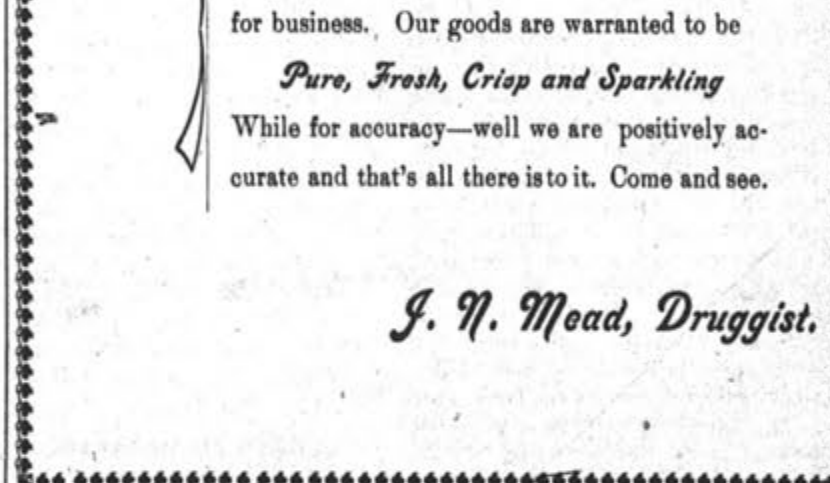 for business. Our goods are warranted to be
Pure, Fresh, Crisp and Sparkling
While for accuracy—well we are positively ac-
curate and that's all there is to it. Come and see.
J. N. Mead, Druggist.